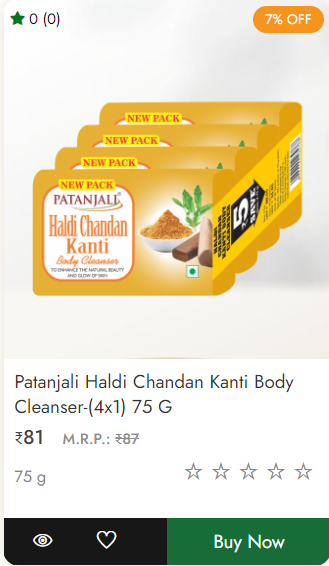 0 (0)
7% OFF
NEW PACK
NEW PACK
NEW PACK
NEW PACK
PATANJALI
Haldi Chandan
Kanti
Body Cleanser
TO ENHANCE THE NATURAL BEAUTY
AND GLOW OF SKIN
5
Patanjali Haldi Chandan Kanti Body
Cleanser-(4x1) 75 G
₹81 M.R.P.: ₹87
75 g
Buy Now